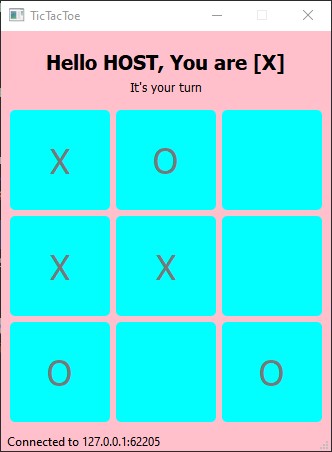 TicTacToe
Hello HOST, You are [X]
It's your turn
X O
X X
O O
Connected to 127.0.0.1:62205